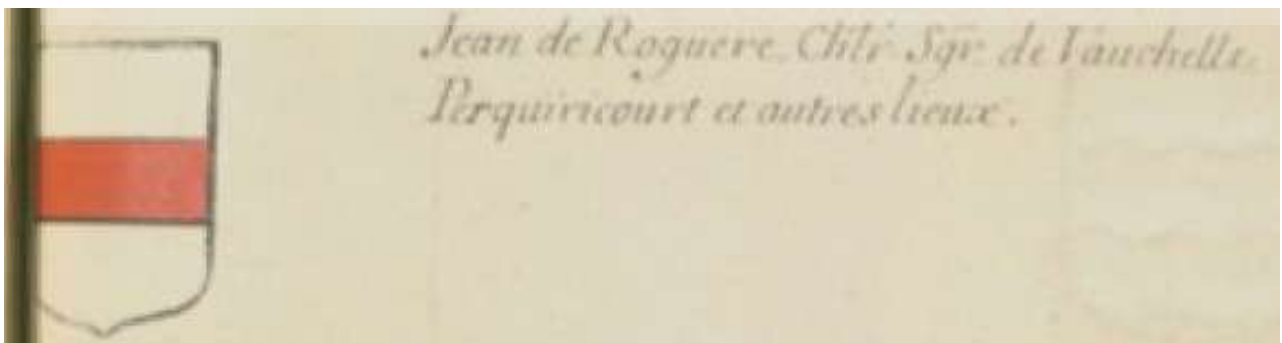 Jean de Roguere, Chlr Sgr. de Vauchelle,
Perquiricourt et autres lieux.